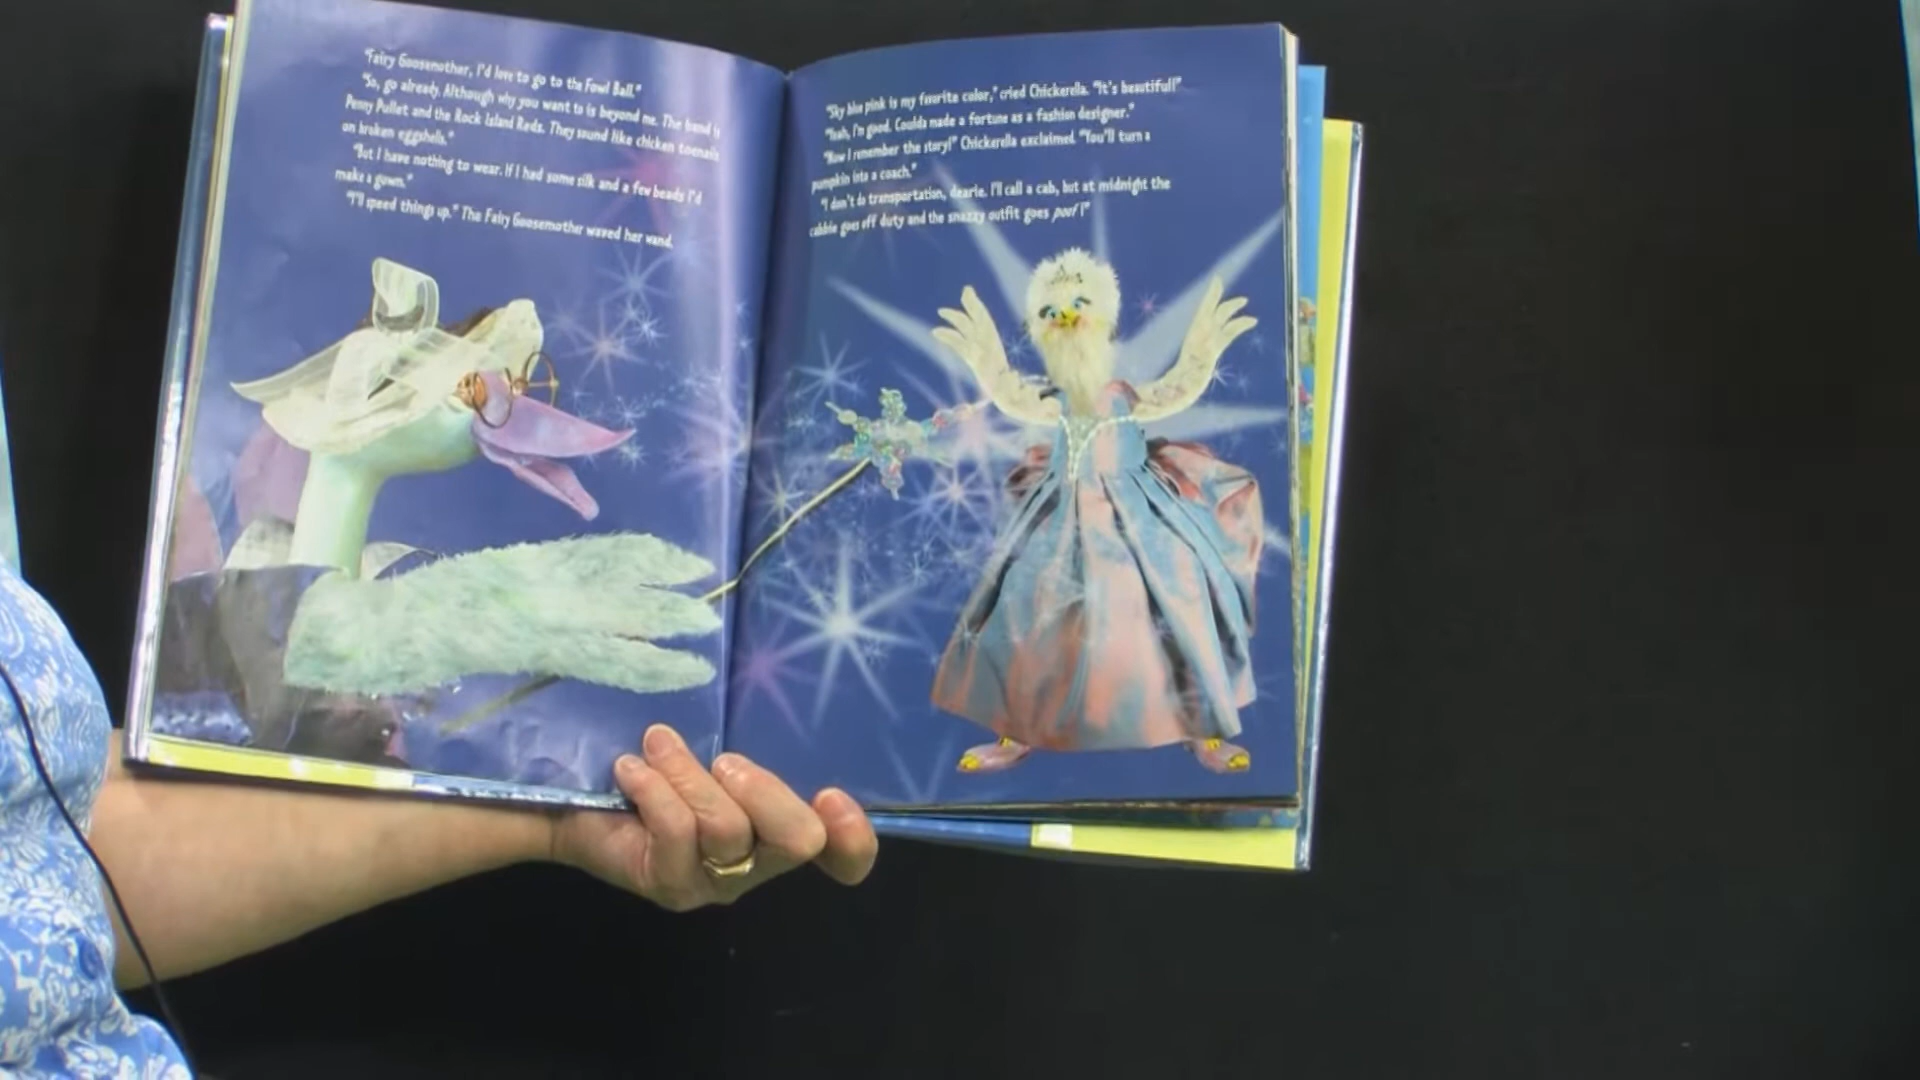 "Fairy Goosemother, I'd love to go to the Fowl Ball."
"So, go already. Although why you want to is beyond me. The band is
Penny Pullet and the Rock Island Reds. They sound like chicken toenails
on broken eggshells."
"But I have nothing to wear. If I had some silk and a few beads I'd
make a gown."
"I'll speed things up." The Fairy Goosemother waved her wand.
"Sky blue pink is my favorite color," cried Chickerella. "It's beautiful!"
"Yeah, I'm good. Coulda made a fortune as a fashion designer."
"Now I remember the story!" Chickerella exclaimed. "You'll turn a
pumpkin into a coach."
"I don't do transportation, dearie. I'll call a cab, but at midnight the
cabbie goes off duty and the snazzy outfit goes poof!"